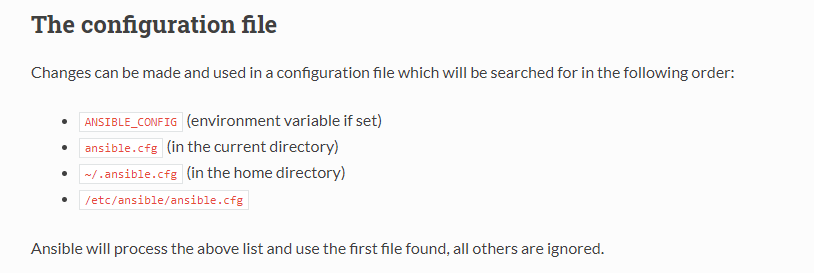 The configuration file
Changes can be made and used in a configuration file which will be searched for in the following order:
• ANSIBLE_CONFIG (environment variable if set)
• ansible.cfg (in the current directory)
• ~/.ansible.cfg (in the home directory)
• /etc/ansible/ansible.cfg
Ansible will process the above list and use the first file found, all others are ignored.